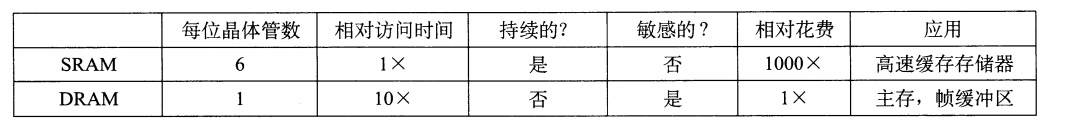 每位晶体管数 相对访问时间 持续的？ 敏感的？ 相对花费 应用
SRAM 6 1× 是 否 1000× 高速缓存存储器
DRAM 1 10× 否 是 1× 主存，帧缓冲区